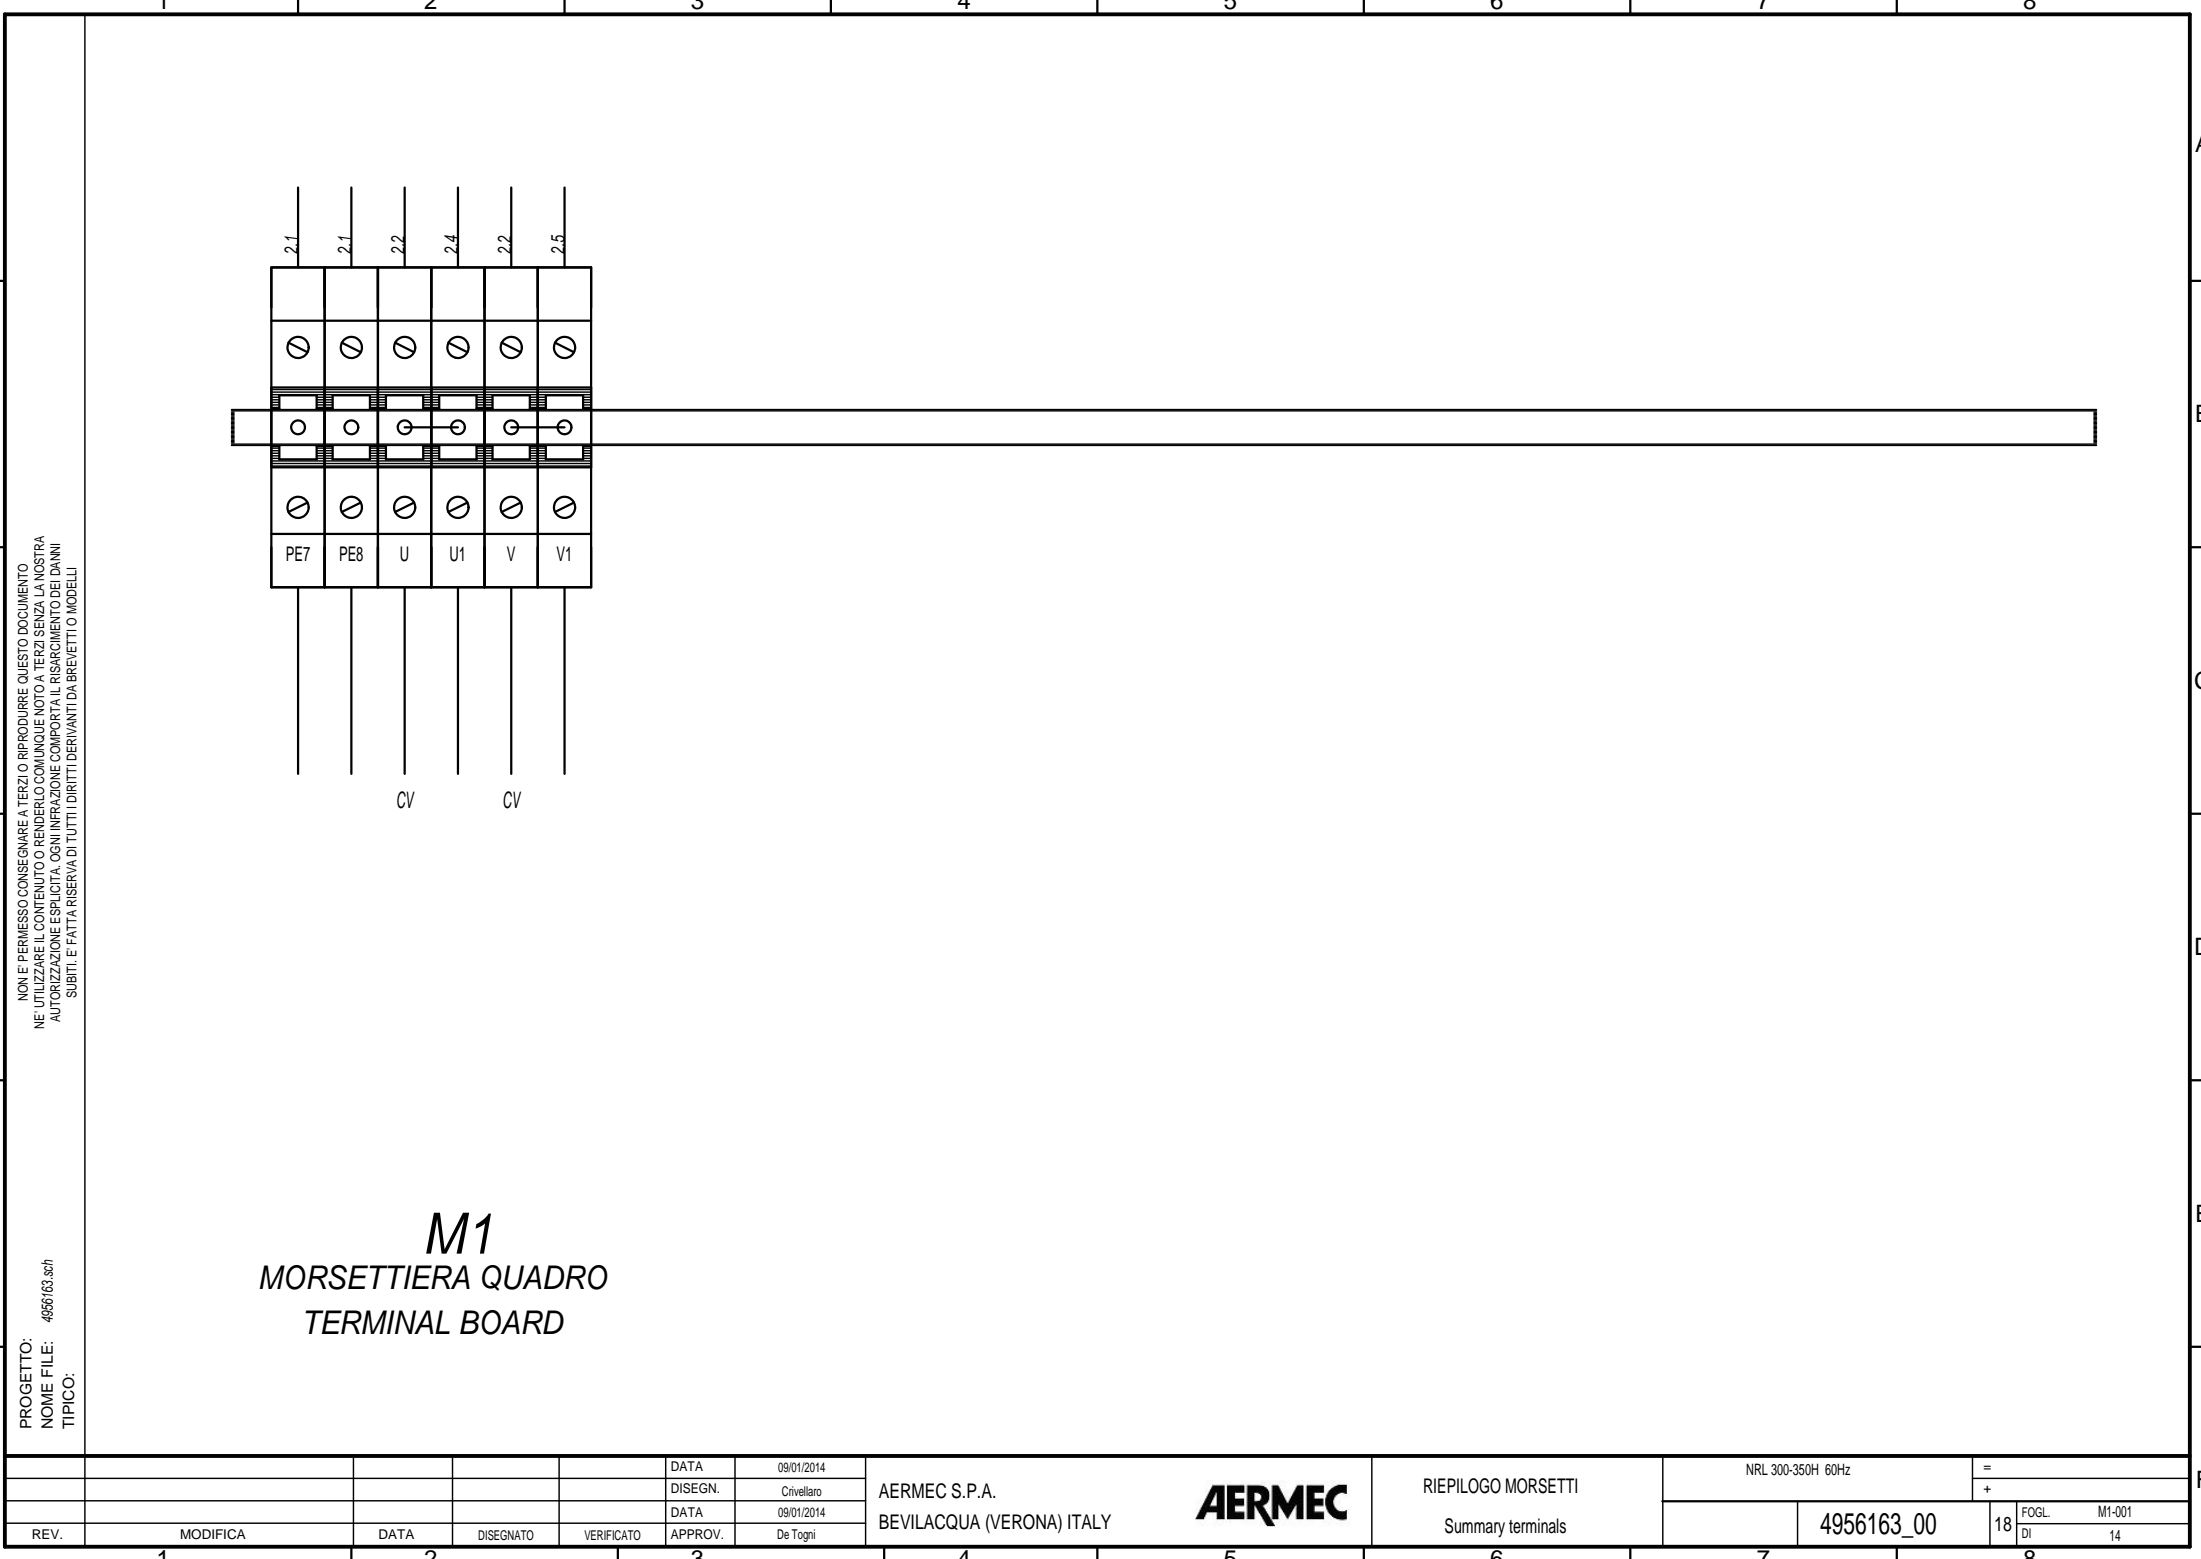 1 2 3 4 5 6 7 8
A
2.1 2.1 2.2 2.4 2.2 2.5
B
PE7 PE8 U U1 V V1
C
CV CV
D
NON E' PERMESSO CONSEGNARE A TERZI O RIPRODURRE QUESTO DOCUMENTO
NE' UTILIZZARE IL CONTENUTO O RENDERLO COMUNQUE NOTO A TERZI SENZA LA NOSTRA
AUTORIZZAZIONE ESPLICITA. OGNI INFRAZIONE COMPORTA IL RISARCIMENTO DEI DANNI
SUBITI. E' FATTA RISERVA DI TUTTI I DIRITTI DERIVANTI DA BREVETTI O MODELLI
E
M1
MORSETTIERA QUADRO
TERMINAL BOARD
PROGETTO:
NOME FILE: 4956163.sch
TIPICO:
F
DATA 09/01/2014
DISEGN. Crivellaro
DATA 09/01/2014
REV. MODIFICA DATA DISEGNATO VERIFICATO APPROV. De Togni
AERMEC S.P.A.
BEVILACQUA (VERONA) ITALY
AERMEC
RIEPILOGO MORSETTI
Summary terminals
NRL 300-350H 60Hz
=
+
4956163_00
18
FOGL. M1-001
DI 14
1 2 3 4 5 6 7 8